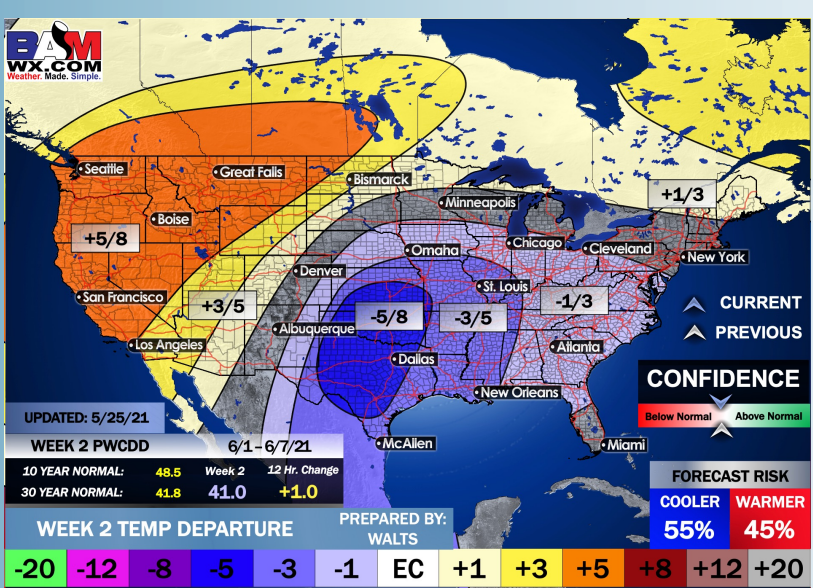 BAM
WX.COM
Weather. Made. Simple.
Seattle
Great Falls
Bismarck
Minneapolis
+1/3
Boise
+5/8
Omaha
Chicago
Cleveland
New York
Denver
San Francisco
St. Louis
+3/5
-5/8
-3/5
-1/3
CURRENT
PREVIOUS
Albuquerque
Los Angeles
Dallas
Atlanta
New Orleans
McAllen
Miami
CONFIDENCE
Below Normal
Above Normal
UPDATED: 5/25/21
WEEK 2 PWCDD 6/1-6/7/21
10 YEAR NORMAL: 48.5 Week 2 12 Hr. Change
30 YEAR NORMAL: 41.8 41.0 +1.0
FORECAST RISK
COOLER WARMER
55% 45%
WEEK 2 TEMP DEPARTURE
PREPARED BY:
WALTS
-20 -12 -8 -5 -3 -1 EC +1 +3 +5 +8 +12 +20